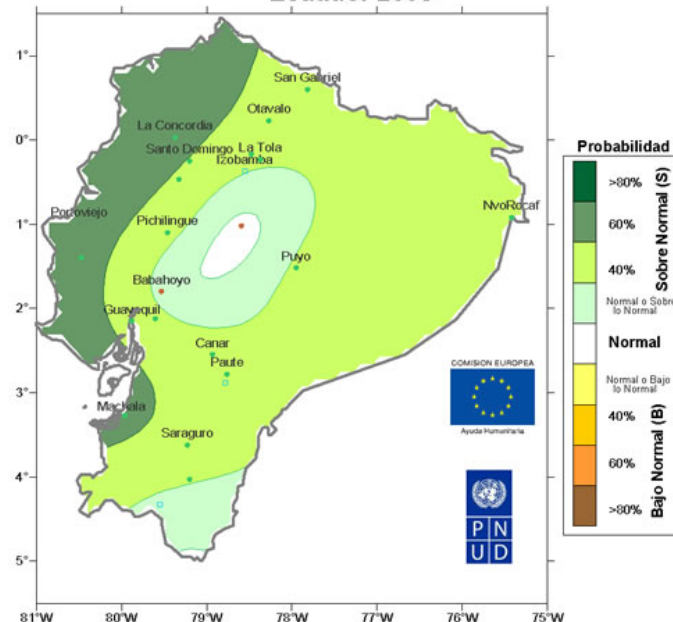 1°
San Gabriel
Otavalo
0°
La Concordia
Santo Domingo
La Tola
Izobamba
Portoviejo
NvoRocaf
1°
Pichilingue
Puyo
Babahoyo
2°
Guayaquil
Canar
Paute
3°
Machala
Saraguro
4°
5°
81°W
80°W
79°W
78°W
77°W
76°W
75°W
COMISION EUROPEA
Ayuda Humanitaria
P N
U D
Probabilidad
>80%
60%
40%
Normal o Sobre
lo Normal
Normal
Normal o Bajo
lo Normal
40%
60%
>80%
Sobre Normal (S)
Bajo Normal (B)